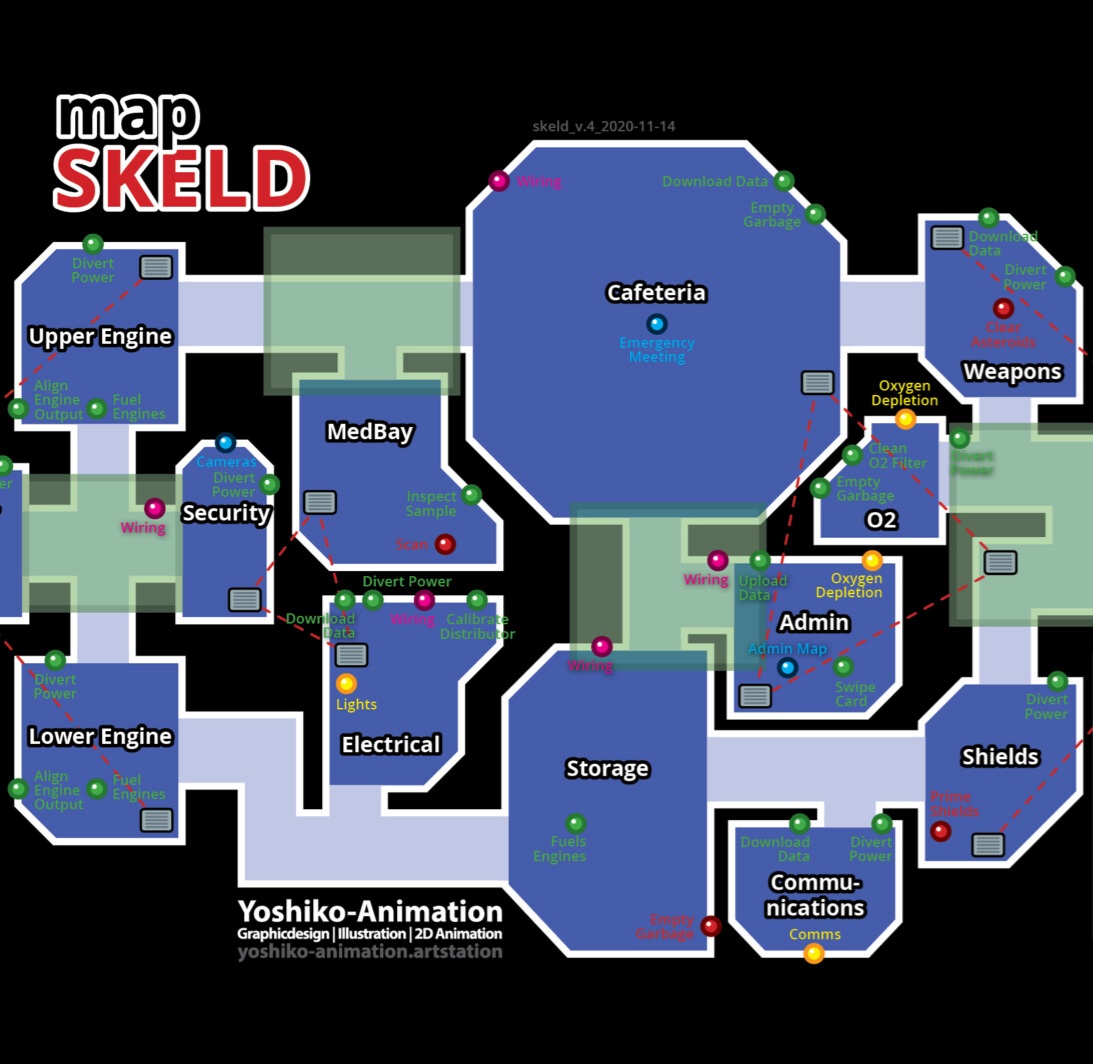 map
SKELD
skeld_v.4_2020-11-14
Wiring
Download Data
Empty
Garbage
Cafeteria
Emergency
Meeting
Divert
Power
Upper Engine
Align
Engine
Output
Fuel
Engines
Download
Data
Divert
Power
Clear
Asteroids
Weapons
Oxygen
Depletion
Clean
O2 Filter
Empty
Garbage
O2
Divert
Power
MedBay
Inspect
Sample
Scan
Cameras
Divert
Power
Security
Wiring
er
Divert Power
Download
Data
Wiring
Calibrate
Distributor
Lights
Electrical
Wiring
Upload
Data
Oxygen
Depletion
Admin
Admin Map
Swipe
Card
Wiring
Divert
Power
Lower Engine
Align
Engine
Output
Fuel
Engines
Storage
Fuels
Engines
Empty
Garbage
Divert
Power
Shields
Prime
Shields
Download
Data
Divert
Power
Commu-
nications
Comms
Yoshiko-Animation
Graphicdesign | Illustration | 2D Animation
yoshiko-animation.artstation